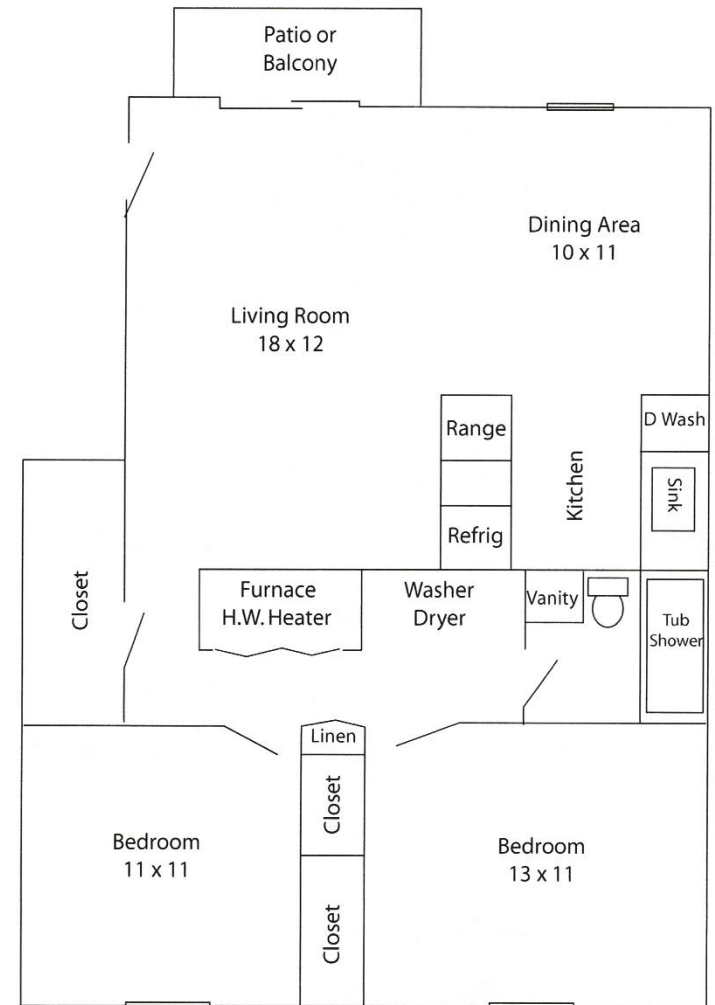 Patio or
Balcony
Dining Area
10 x 11
Living Room
18 x 12
Range
D Wash
Kitchen
Sink
Refrig
Closet
Furnace
H.W. Heater
Washer
Dryer
Vanity
Tub
Shower
Linen
Closet
Bedroom
11 x 11
Bedroom
13 x 11
Closet